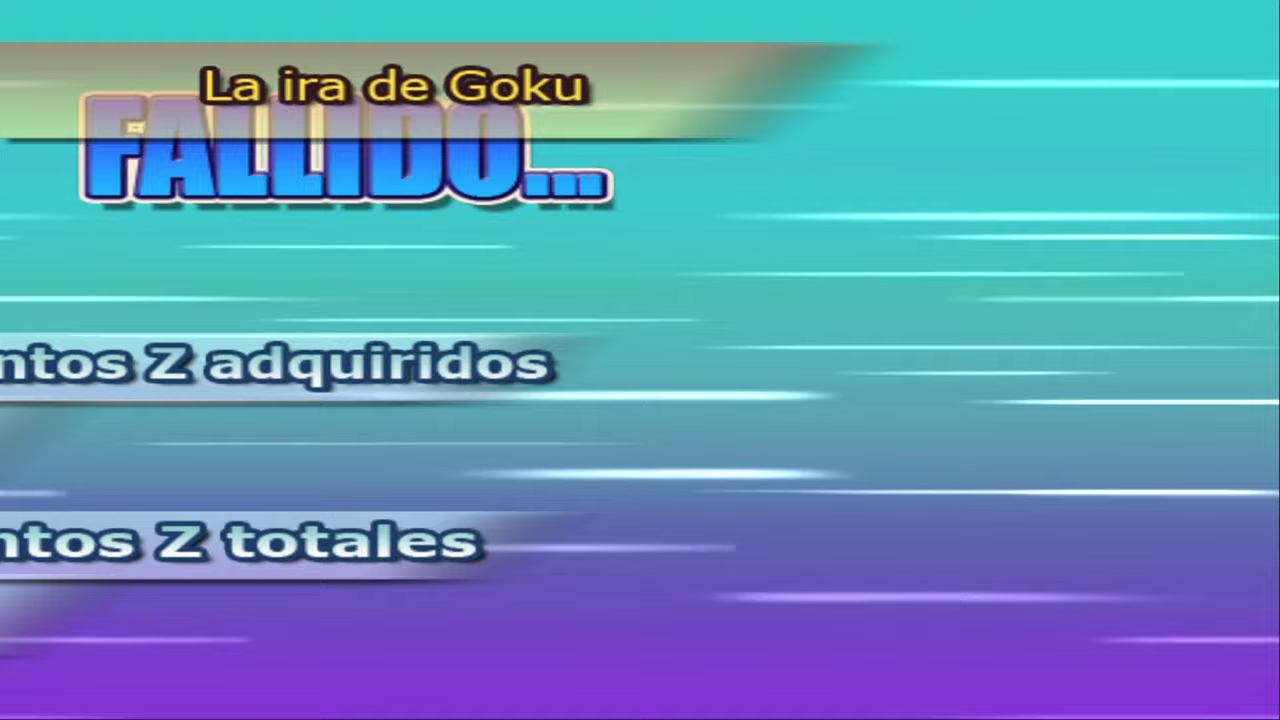 La ira de Goku
FALLIDO...
ntos Z adquiridos
ntos Z totales